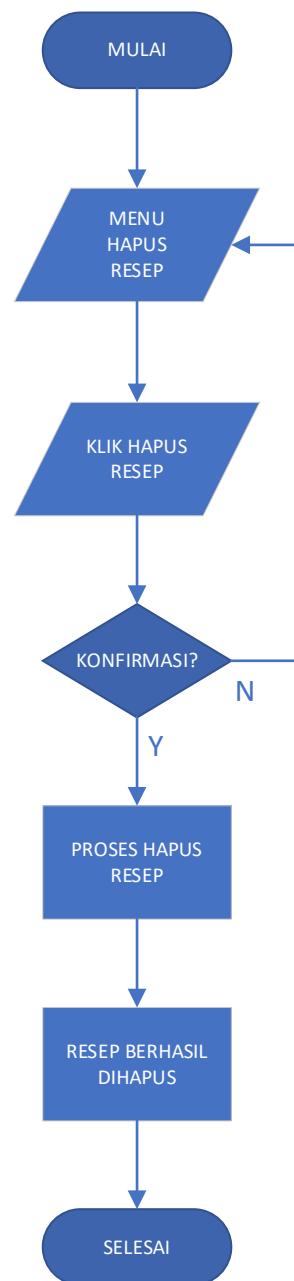 MULAI
MENU
HAPUS
RESEP
KLIK HAPUS
RESEP
KONFIRMASI?
N
Y
PROSES HAPUS
RESEP
RESEP BERHASIL
DIHAPUS
SELESAI